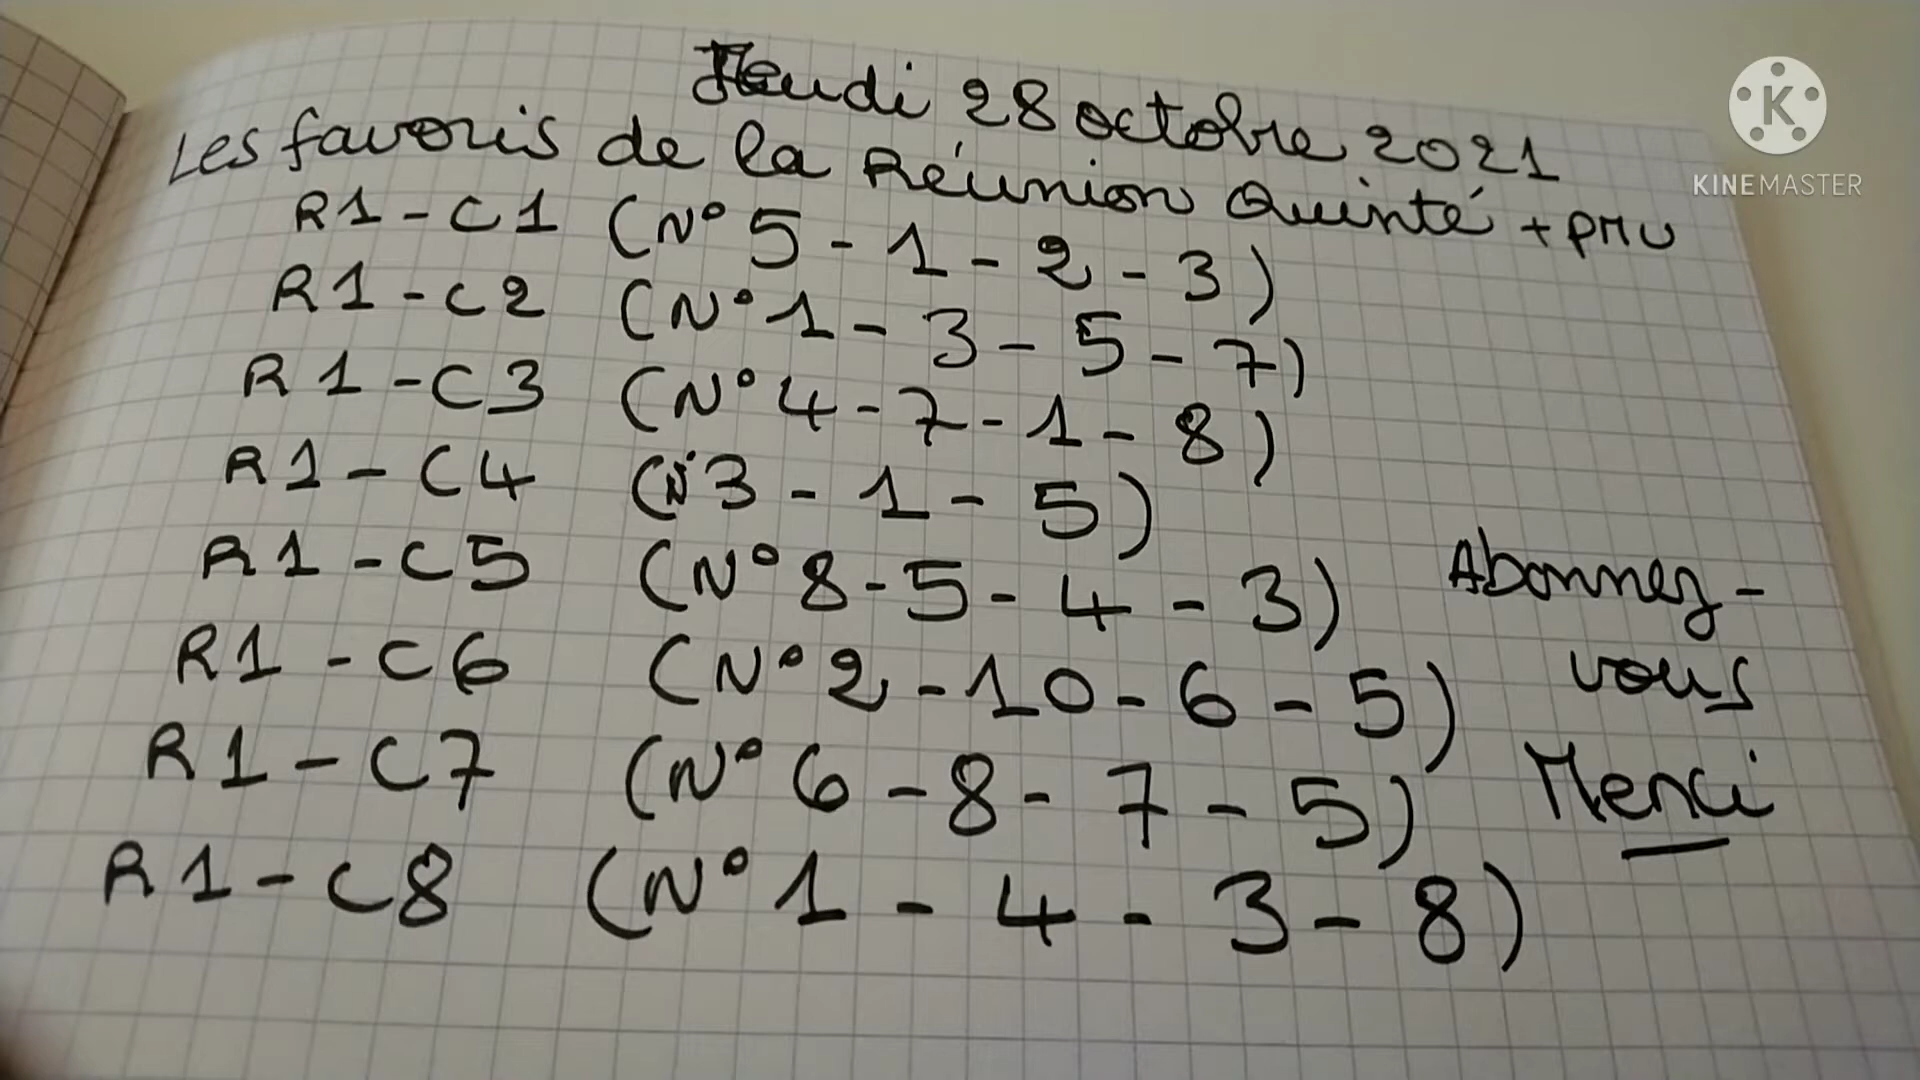 Jeudi 28 octobre 2021
Les favoris de la Réunion Quinté + PMU
R1 - C1 (N° 5 - 1 - 2 - 3)
R1 - C2 (N° 1 - 3 - 5 - 7)
R1 - C3 (N° 4 - 7 - 1 - 8)
R1 - C4 (N° 3 - 1 - 5)
R1 - C5 (N° 8 - 5 - 4 - 3)
R1 - C6 (N° 2 - 10 - 6 - 5)
R1 - C7 (N° 6 - 8 - 7 - 5)
R1 - C8 (N° 1 - 4 - 3 - 8)
Abonnez-
vous
Merci
K
KINEMASTER